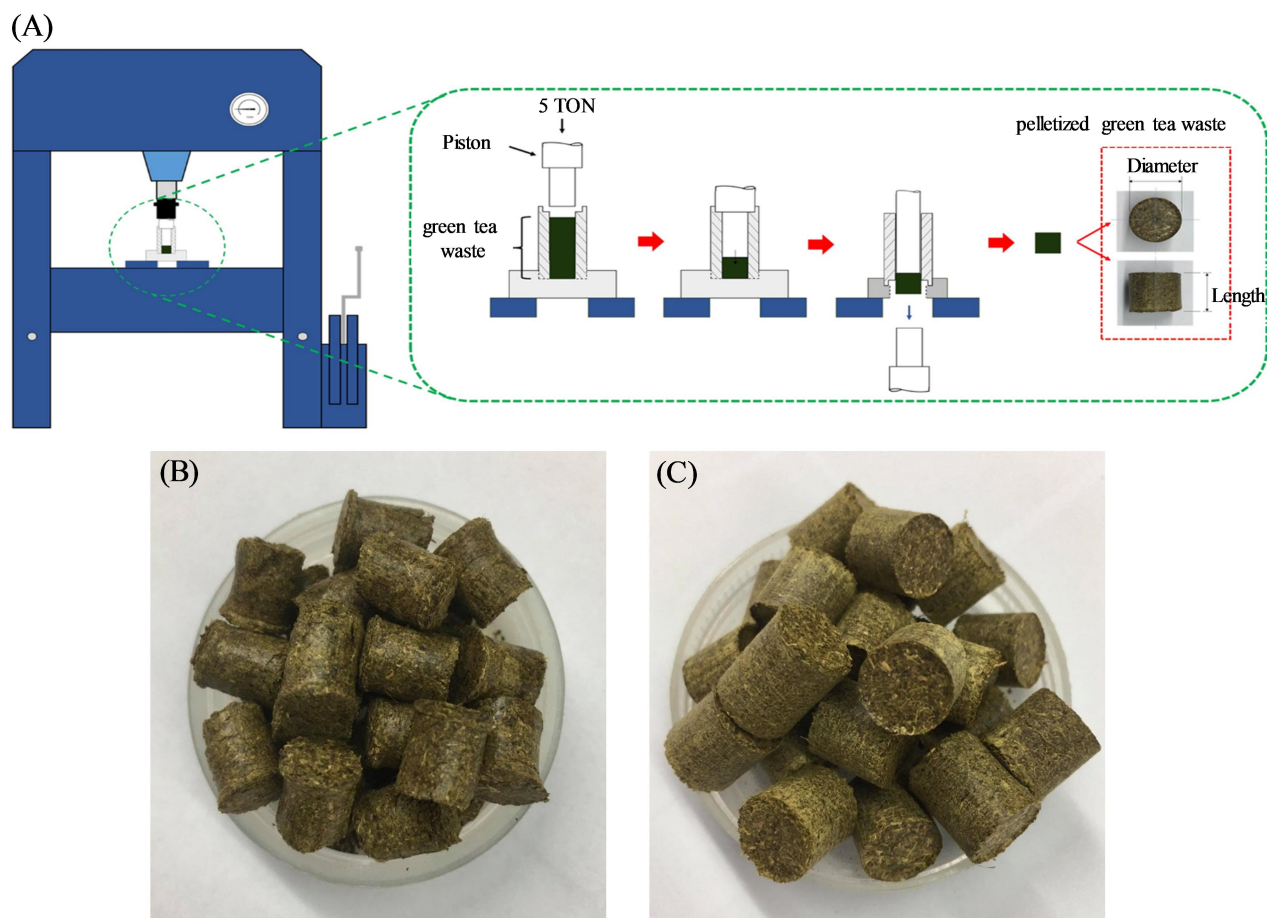 (A)
5 TON
Piston
green tea
waste
pelletized green tea waste
Diameter
Length
(B)
(C)